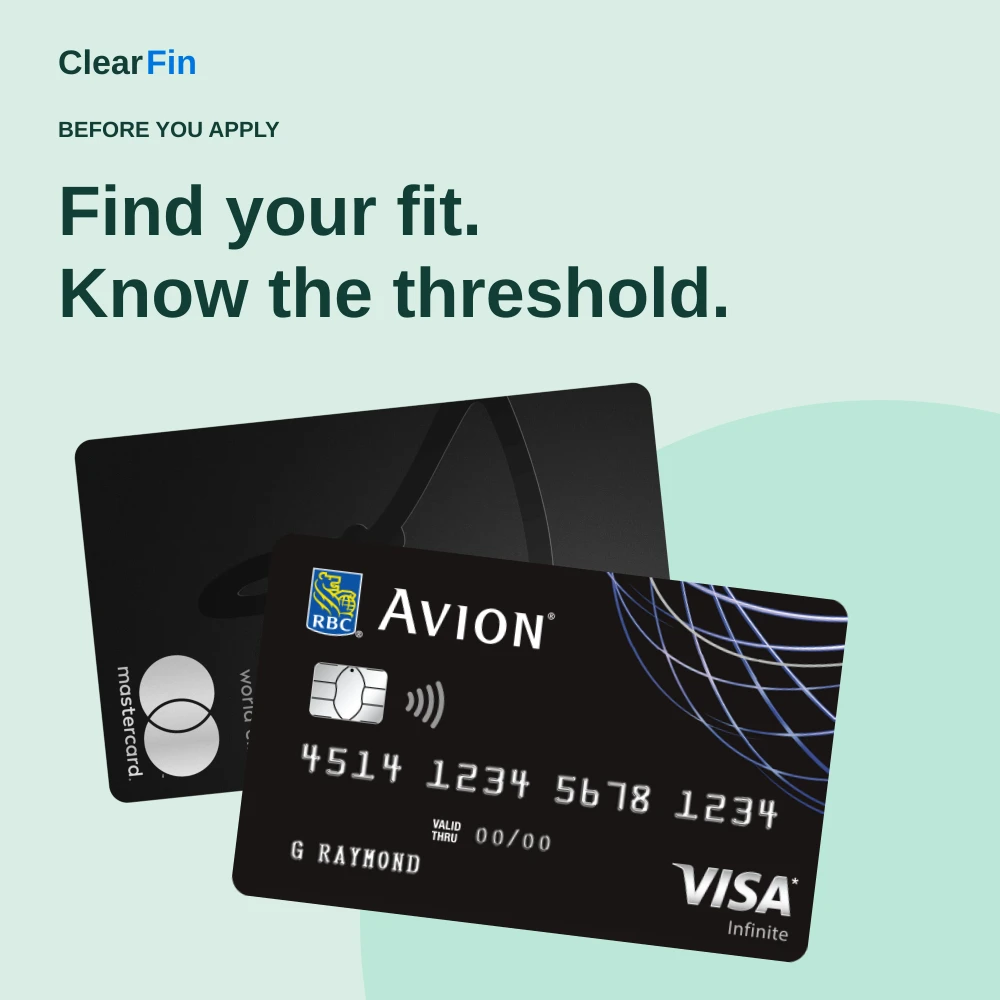 ClearFin
BEFORE YOU APPLY
Find your fit.
Know the threshold.
mastercard.
world
RBC®
AVION®
4514 1234 5678 1234
VALID THRU 00/00
G RAYMOND
VISA*
Infinite